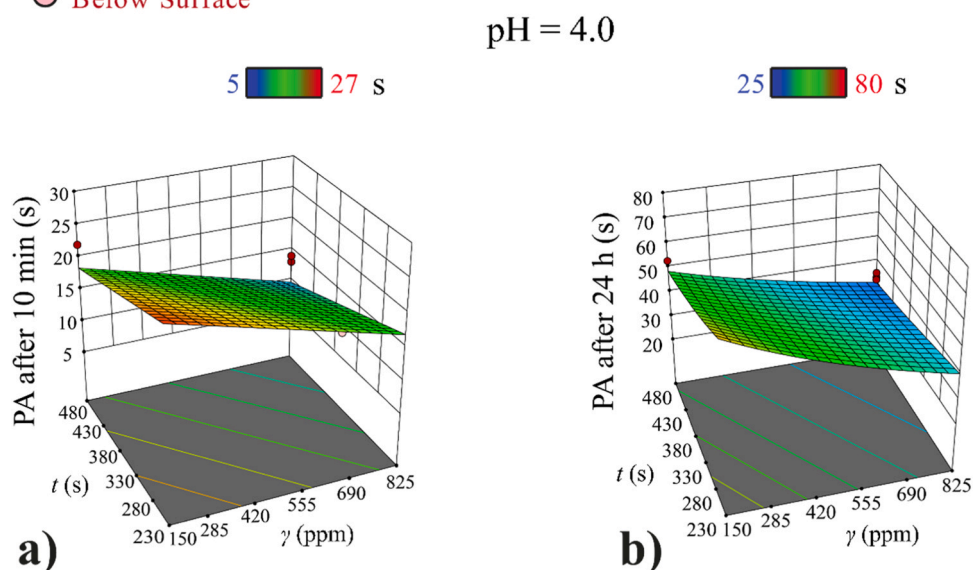 Below Surface
pH = 4.0
5 27 s
25 80 s
PA after 10 min (s)
30
25
20
15
10
5
480
430
380
330
280
230
t (s)
150 285 420 555 690 825
γ (ppm)
a)
PA after 24 h (s)
80
70
60
50
40
30
20
480
430
380
330
280
230
t (s)
150 285 420 555 690 825
γ (ppm)
b)